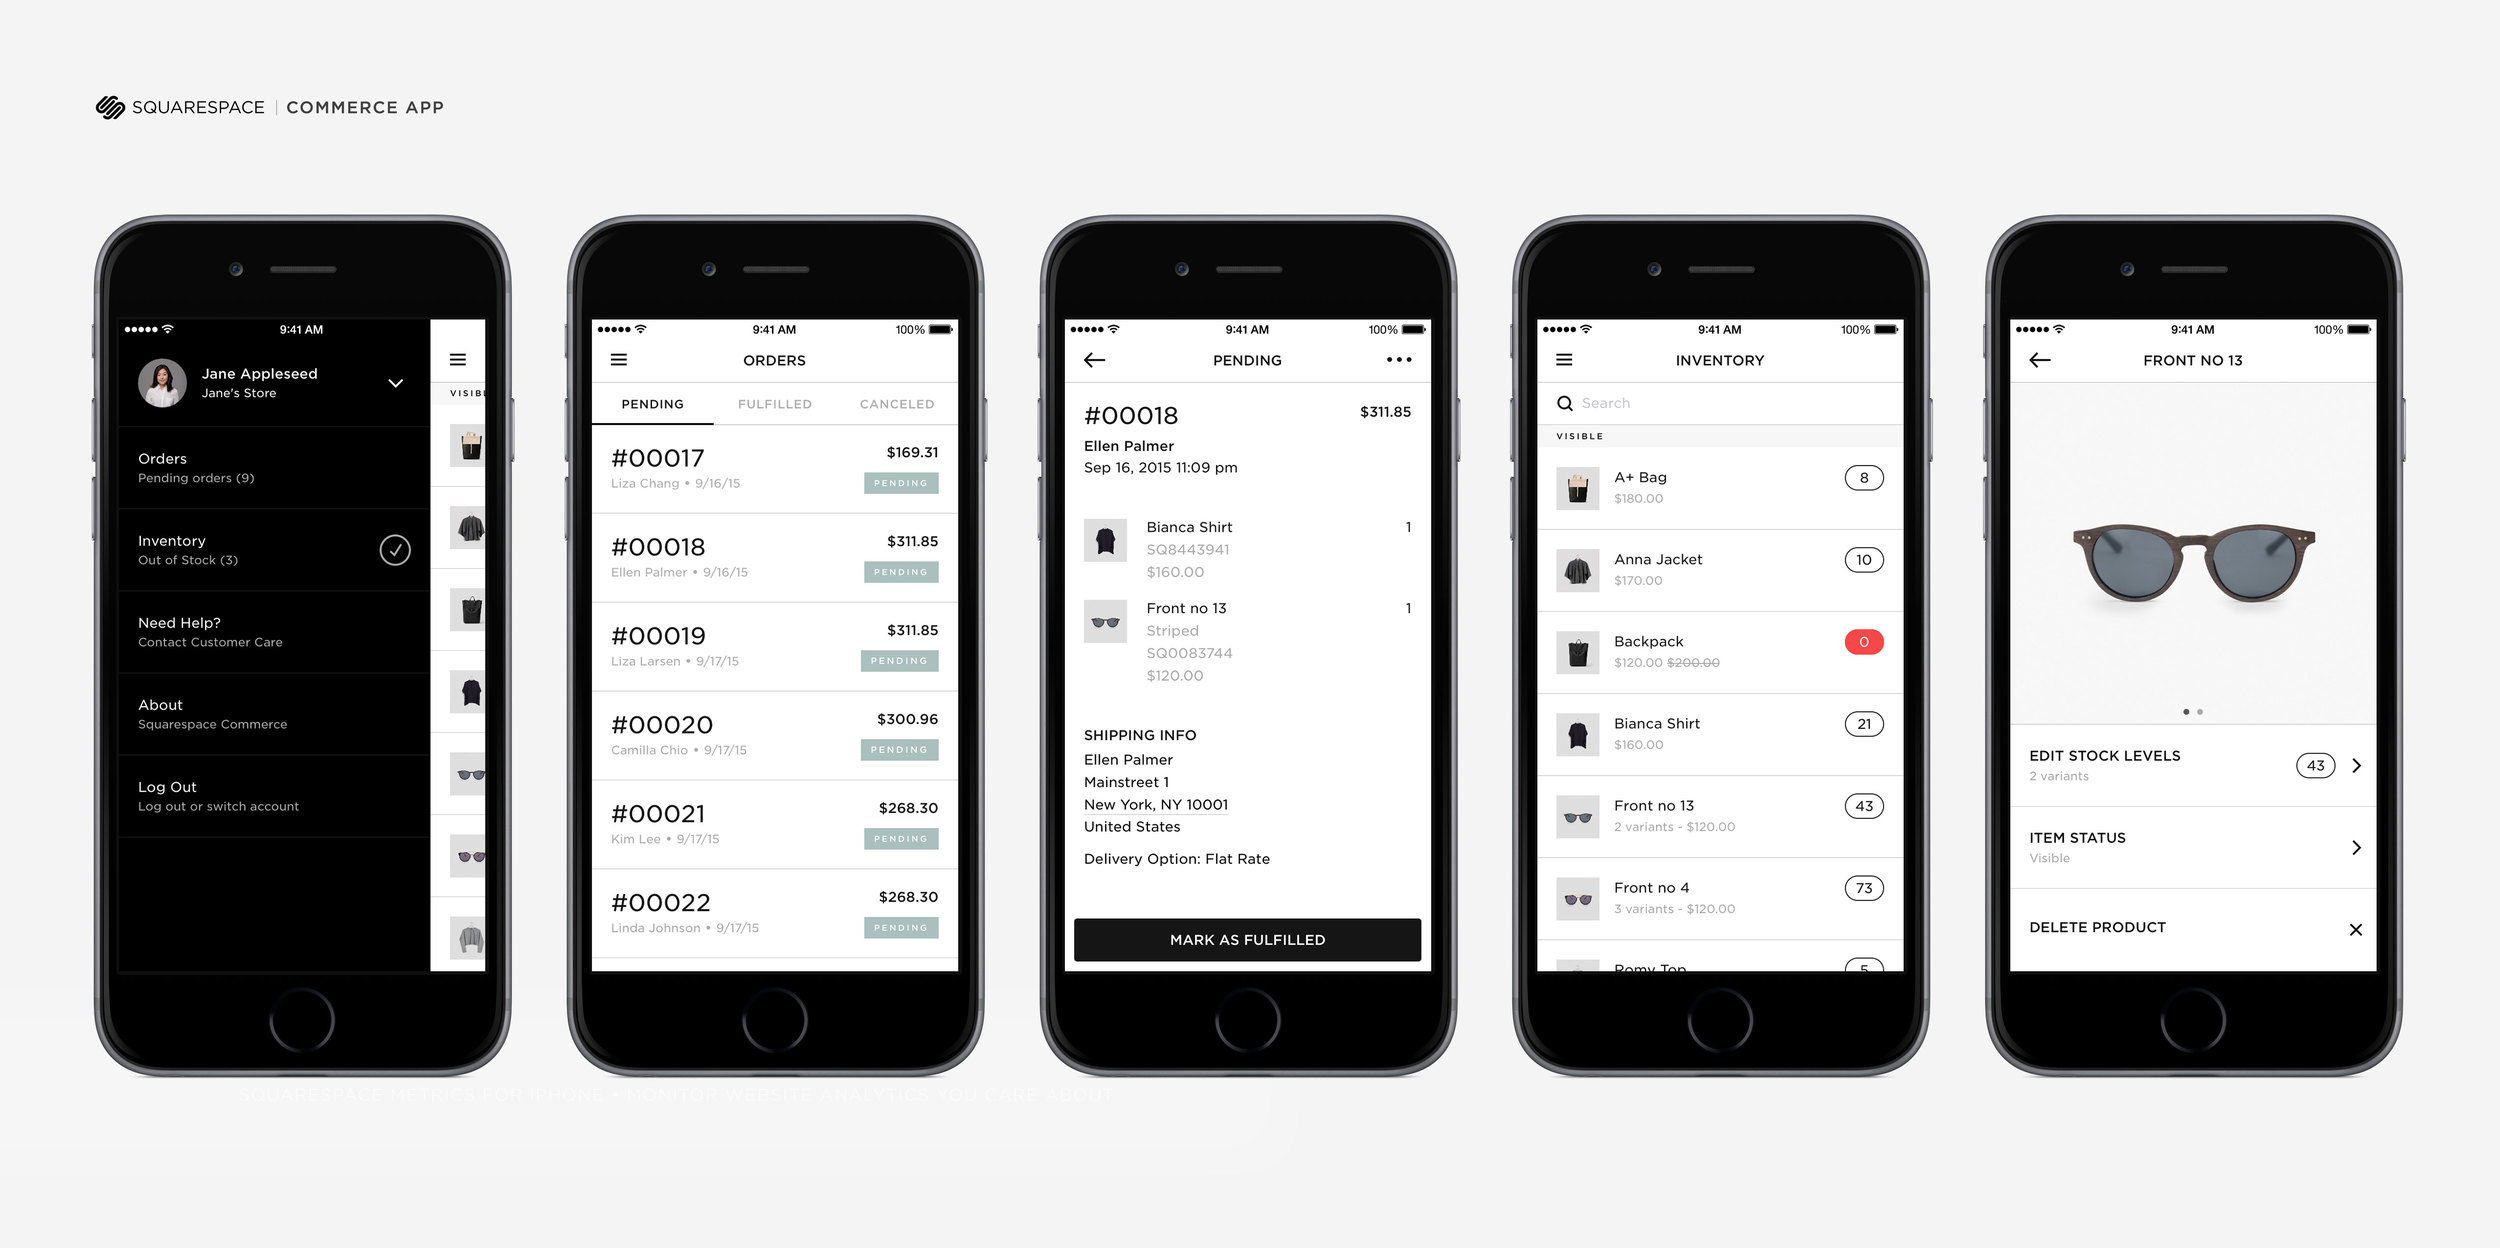 SQUARESPACE | COMMERCE APP
9:41 AM
Jane Appleseed
Jane's Store
Orders
Pending orders (9)
Inventory
Out of Stock (3)
Need Help?
Contact Customer Care
About
Squarespace Commerce
Log Out
Log out or switch account
9:41 AM 100%
ORDERS
PENDING FULFILLED CANCELED
#00017 $169.31
Liza Chang • 9/16/15 PENDING
#00018 $311.85
Ellen Palmer • 9/16/15 PENDING
#00019 $311.85
Liza Larsen • 9/17/15 PENDING
#00020 $300.96
Camilla Chio • 9/17/15 PENDING
#00021 $268.30
Kim Lee • 9/17/15 PENDING
#00022 $268.30
Linda Johnson • 9/17/15 PENDING
9:41 AM 100%
PENDING
#00018 $311.85
Ellen Palmer
Sep 16, 2015 11:09 pm
Bianca Shirt 1
SQ8443941
$160.00
Front no 13 1
Striped
SQ0083744
$120.00
SHIPPING INFO
Ellen Palmer
Mainstreet 1
New York, NY 10001
United States
Delivery Option: Flat Rate
MARK AS FULFILLED
9:41 AM 100%
INVENTORY
Search
VISIBLE
A+ Bag 8
$180.00
Anna Jacket 10
$170.00
Backpack 0
$120.00 $200.00
Bianca Shirt 21
$160.00
Front no 13 43
2 variants - $120.00
Front no 4 73
3 variants - $120.00
Romy Top 5
9:41 AM 100%
FRONT NO 13
EDIT STOCK LEVELS 43
2 variants
ITEM STATUS
Visible
DELETE PRODUCT
SQUARESPACE METRICS FOR IPHONE • MONITOR WEBSITE ANALYTICS YOU CARE ABOUT